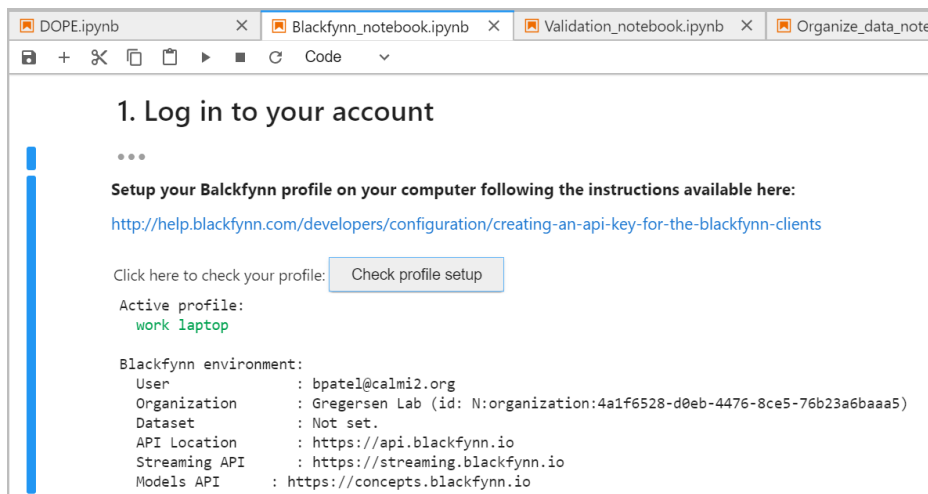 DOPE.ipynb
Blackfynn_notebook.ipynb
Validation_notebook.ipynb
Organize_data_note
Code
1. Log in to your account
Setup your Balckfynn profile on your computer following the instructions available here:
http://help.blackfynn.com/developers/configuration/creating-an-api-key-for-the-blackfynn-clients
Click here to check your profile: Check profile setup
Active profile:
work laptop
Blackfynn environment:
User : bpatel@calmi2.org
Organization : Gregersen Lab (id: N:organization:4a1f6528-d0eb-4476-8ce5-76b23a6baaa5)
Dataset : Not set.
API Location : https://api.blackfynn.io
Streaming API : https://streaming.blackfynn.io
Models API : https://concepts.blackfynn.io